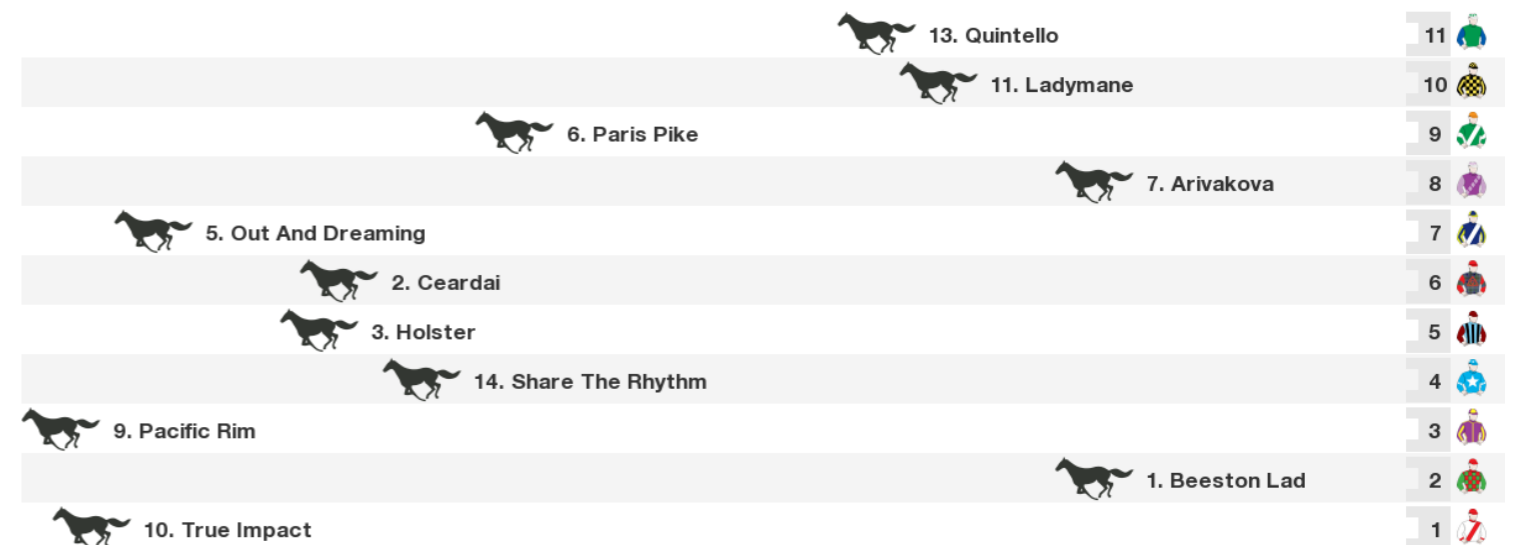 13. Quintello 11
11. Ladymane 10
6. Paris Pike 9
7. Arivakova 8
5. Out And Dreaming 7
2. Ceardai 6
3. Holster 5
14. Share The Rhythm 4
9. Pacific Rim 3
1. Beeston Lad 2
10. True Impact 1